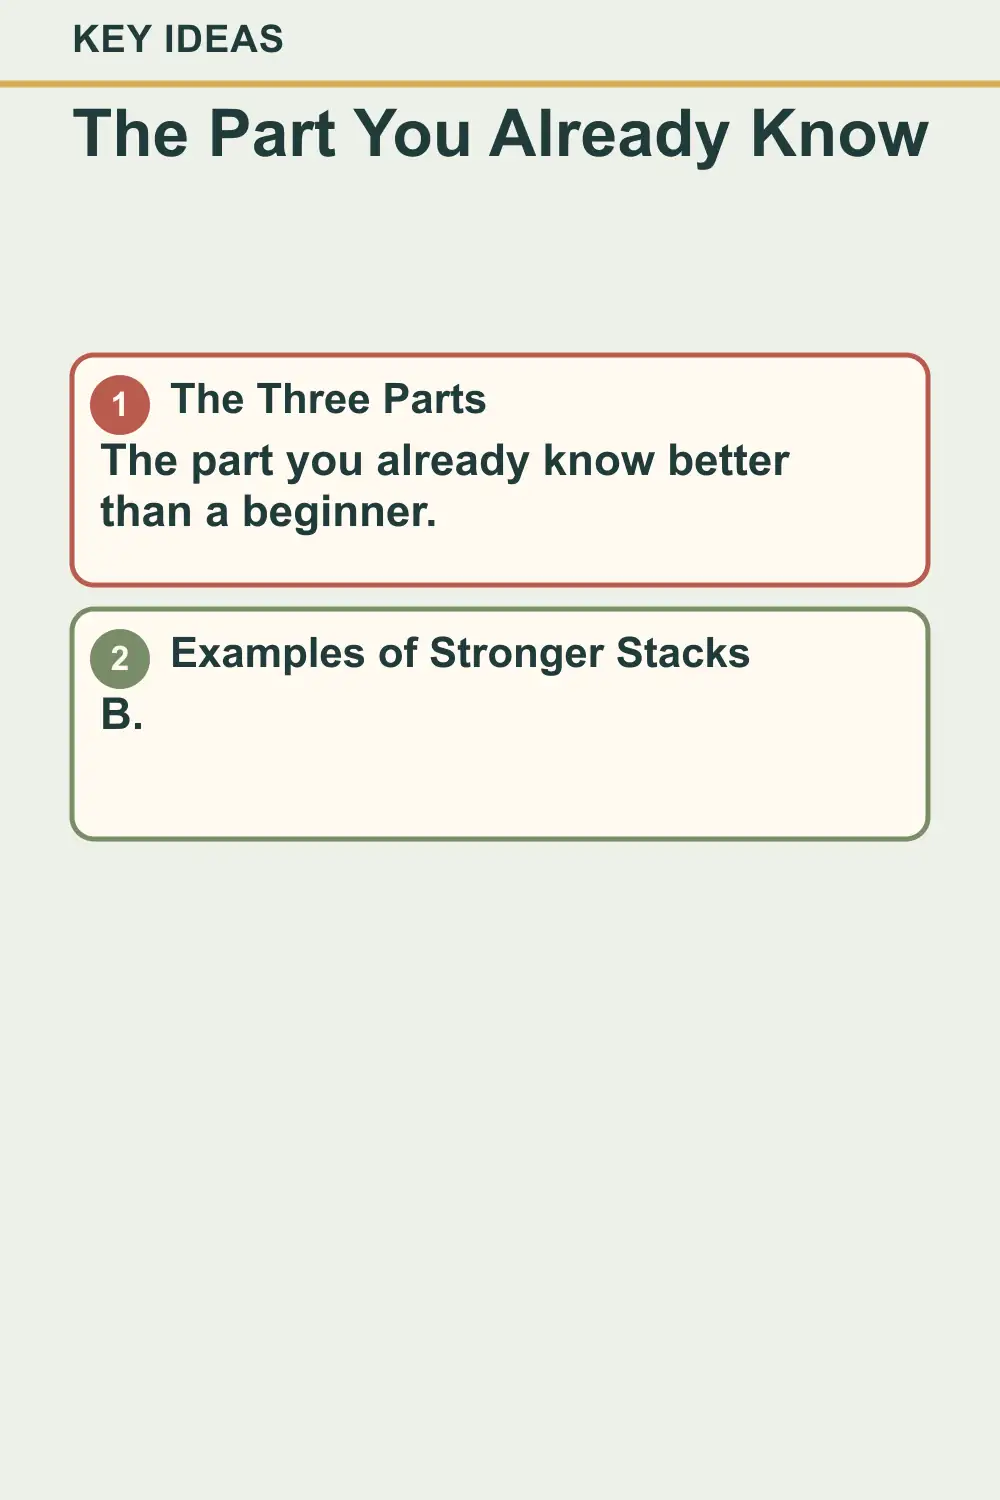 KEY IDEAS
The Part You Already Know
1 The Three Parts
The part you already know better
than a beginner.
2 Examples of Stronger Stacks
B.